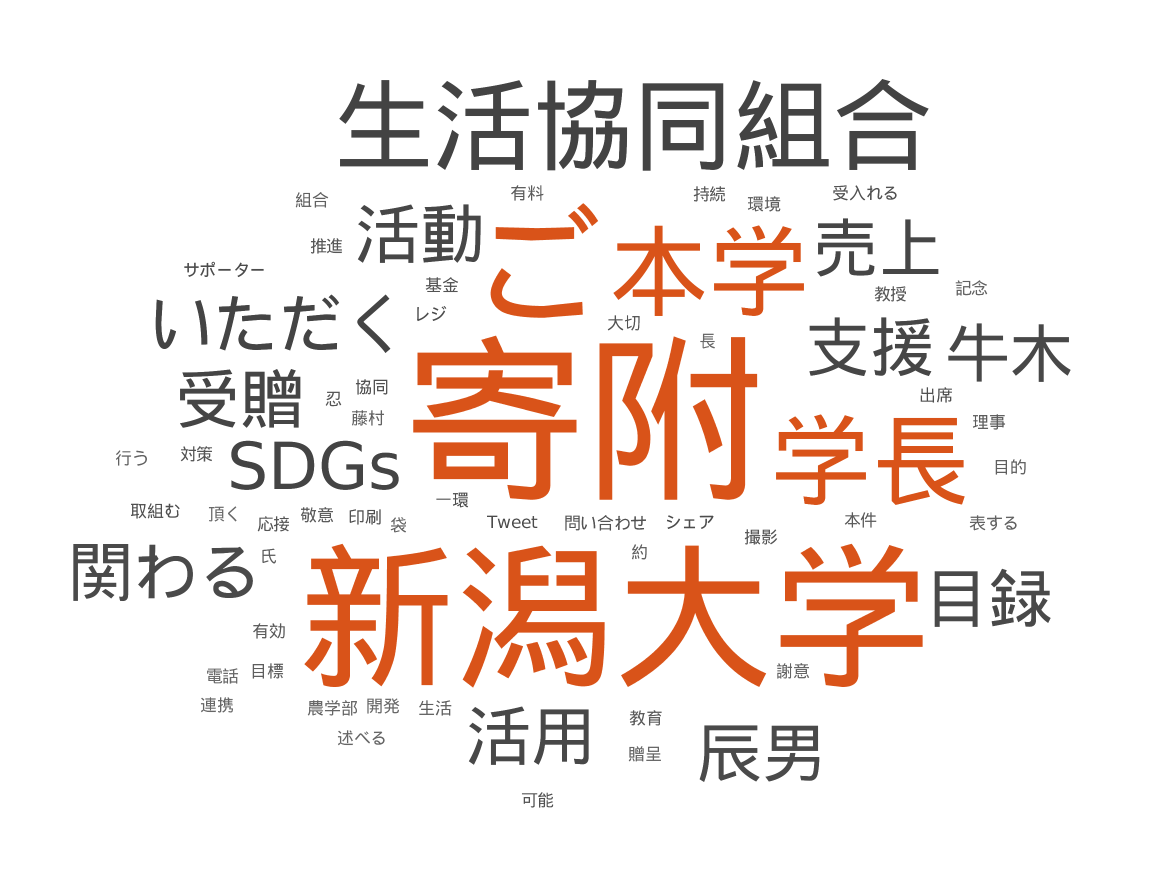 生活協同組合
組合
有料
持続
環境
受入れる
推進
活動
ご
本学
売上
サポーター
基金
教授
記念
いただく
レジ
大切
長
支援
牛木
受贈
忍
協同
藤村
寄附
出席
学長
理事
行う
対策
SDGs
一環
目的
取組む
頂く
応接
敬意
印刷
袋
Tweet
問い合わせ
シェア
撮影
本件
表する
関わる
氏
約
新潟大学
目録
有効
電話
目標
謝意
連携
農学部
開発
生活
述べる
活用
教育
贈呈
辰男
可能